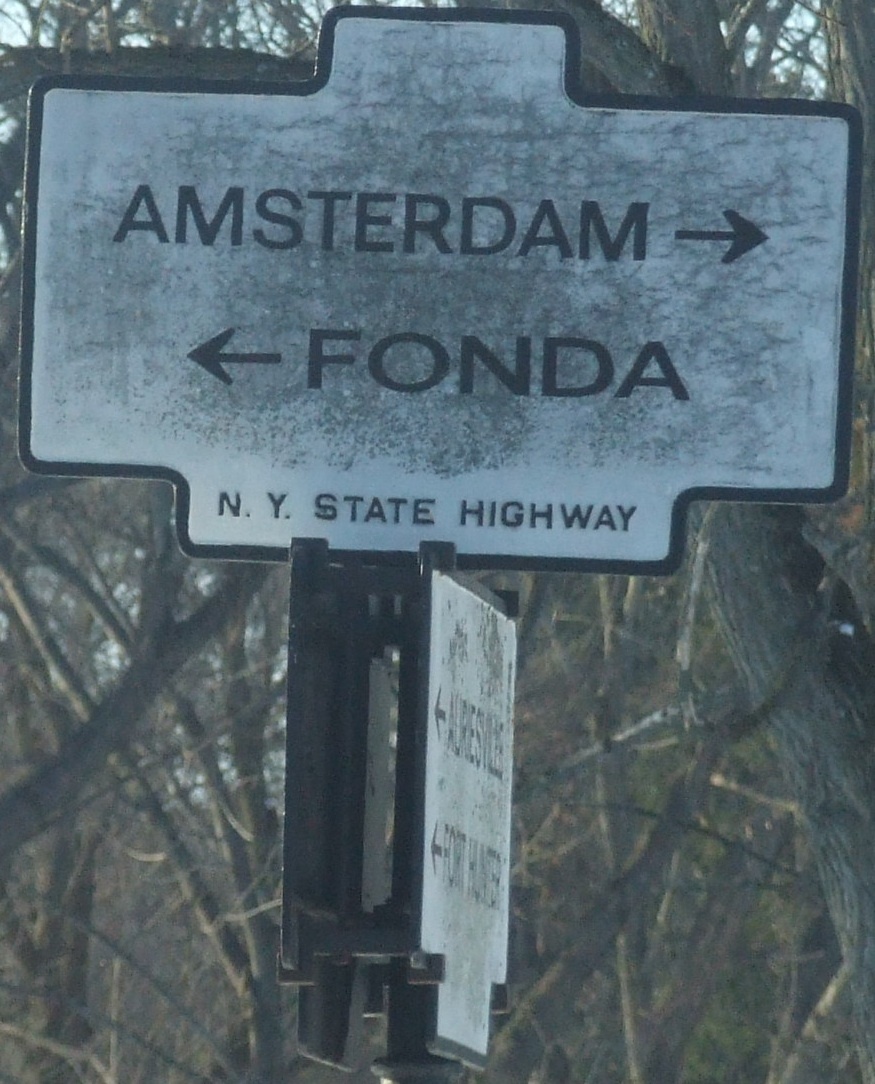 AMSTERDAM →
← FONDA
N. Y. STATE HIGHWAY
← AURIESVILLE
← FORT HUNTER